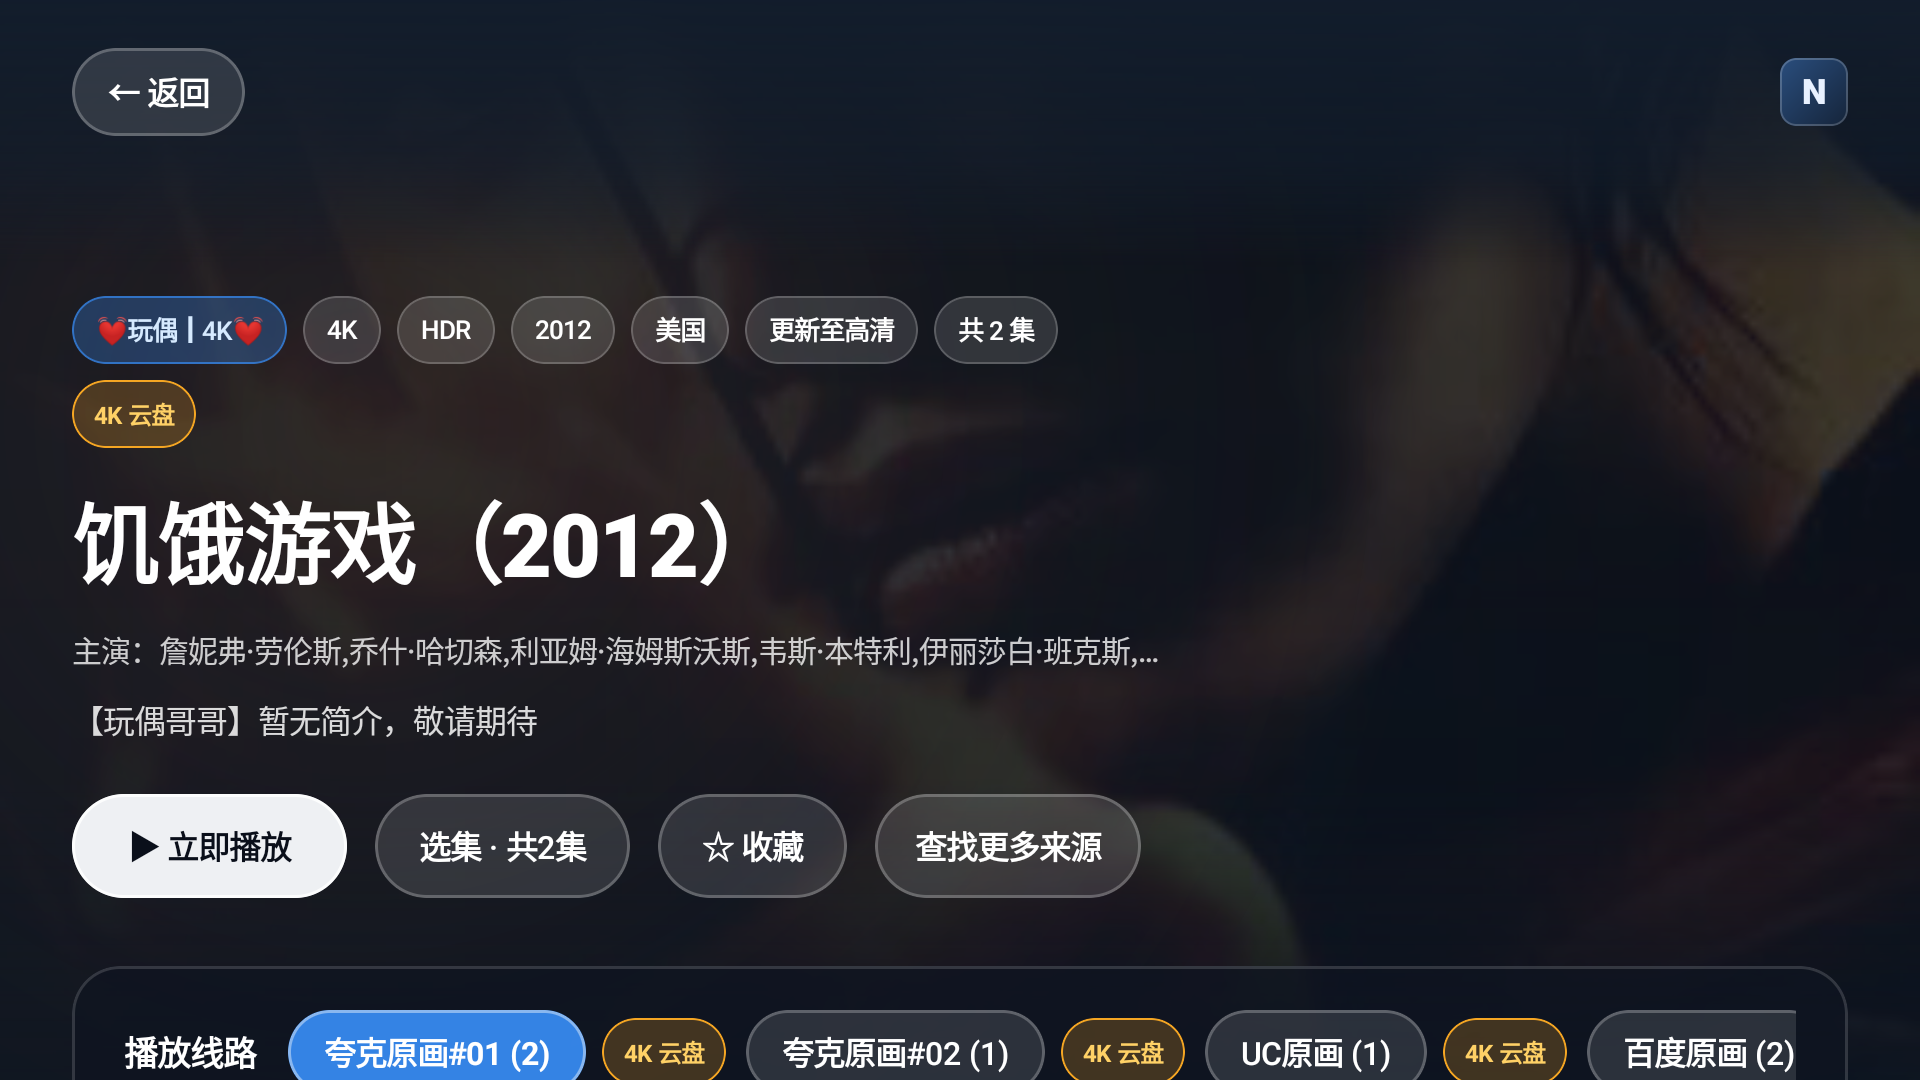 ← 返回
N
💓玩偶┃4K💓 4K HDR 2012 美国 更新至高清 共 2 集
4K 云盘
饥饿游戏（2012）
主演：詹妮弗·劳伦斯,乔什·哈切森,利亚姆·海姆斯沃斯,韦斯·本特利,伊丽莎白·班克斯,...
【玩偶哥哥】暂无简介，敬请期待
▶ 立即播放 选集 · 共2集 ☆ 收藏 查找更多来源
播放线路 夸克原画#01 (2) 4K 云盘 夸克原画#02 (1) 4K 云盘 UC原画 (1) 4K 云盘 百度原画 (2)